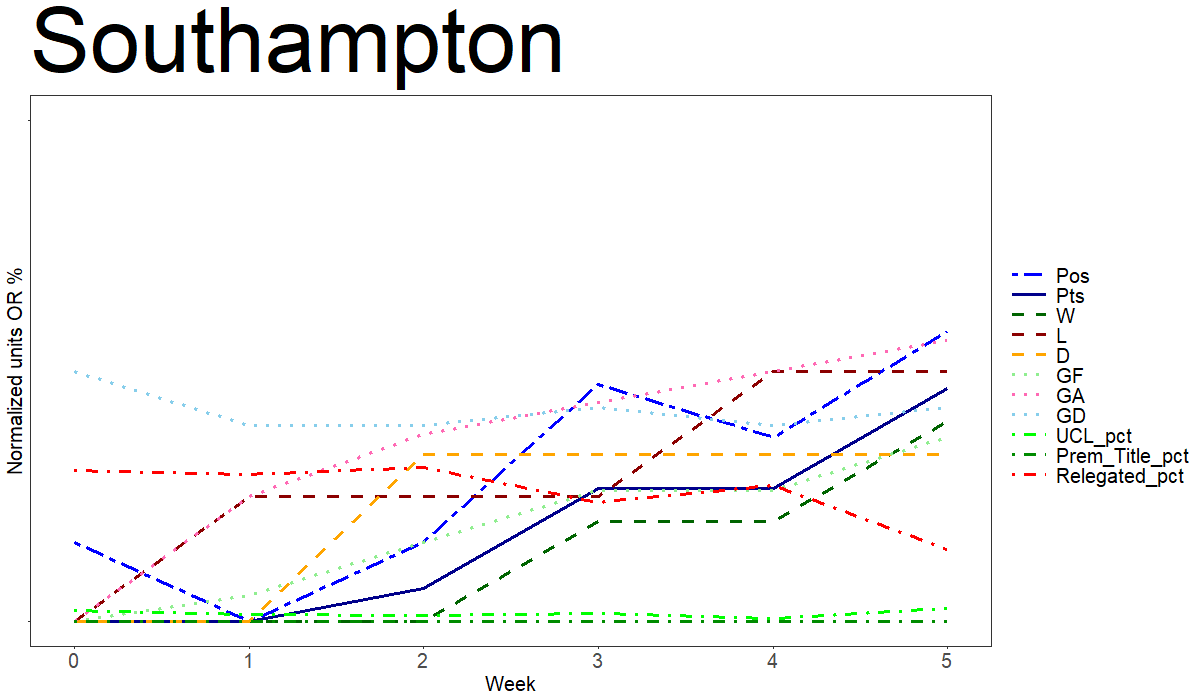 Southampton
Normalized units OR %
0 1 2 3 4 5
Week
Pos
Pts
W
L
D
GF
GA
GD
UCL_pct
Prem_Title_pct
Relegated_pct